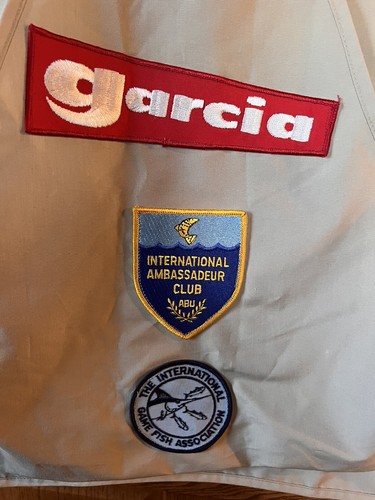 garcia
INTERNATIONAL
AMBASSADEUR
CLUB
ABU
THE INTERNATIONAL
GAME FISH ASSOCIATION